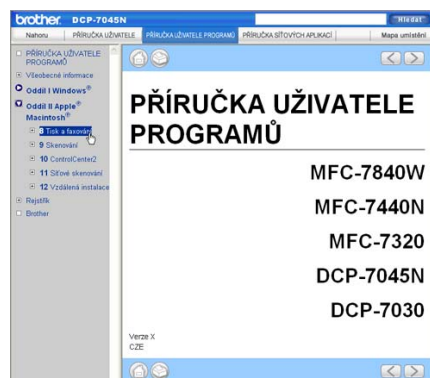 brother. DCP-7045N
Hledat
Nahoru
PŘÍRUČKA UŽIVATELE
PŘÍRUČKA UŽIVATELE PROGRAMŮ
PŘÍRUČKA SÍŤOVÝCH APLIKACÍ
Mapa umístění
PŘÍRUČKA UŽIVATELE
PROGRAMŮ
Všeobecné informace
Oddíl I Windows®
Oddíl II Apple®
Macintosh®
8 Tisk a faxování
9 Skenování
10 ControlCenter2
11 Síťové skenování
12 Vzdálená instalace
Rejstřík
Brother
PŘÍRUČKA UŽIVATELE
PROGRAMŮ
MFC-7840W
MFC-7440N
MFC-7320
DCP-7045N
DCP-7030
Verze X
CZE